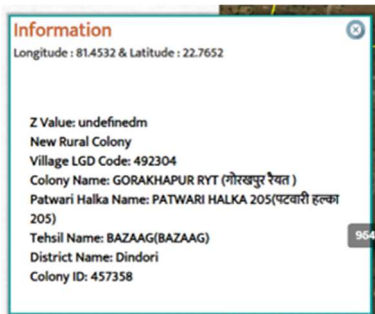 Information
Longitude : 81.4532 & Latitude : 22.7652
Z Value: undefinedm
New Rural Colony
Village LGD Code: 492304
Colony Name: GORAKHAPUR RYT (गोरखपुर रैयत )
Patwari Halka Name: PATWARI HALKA 205(पटवारी हल्का
205)
Tehsil Name: BAZAAG(BAZAAG)
964
District Name: Dindori
Colony ID: 457358